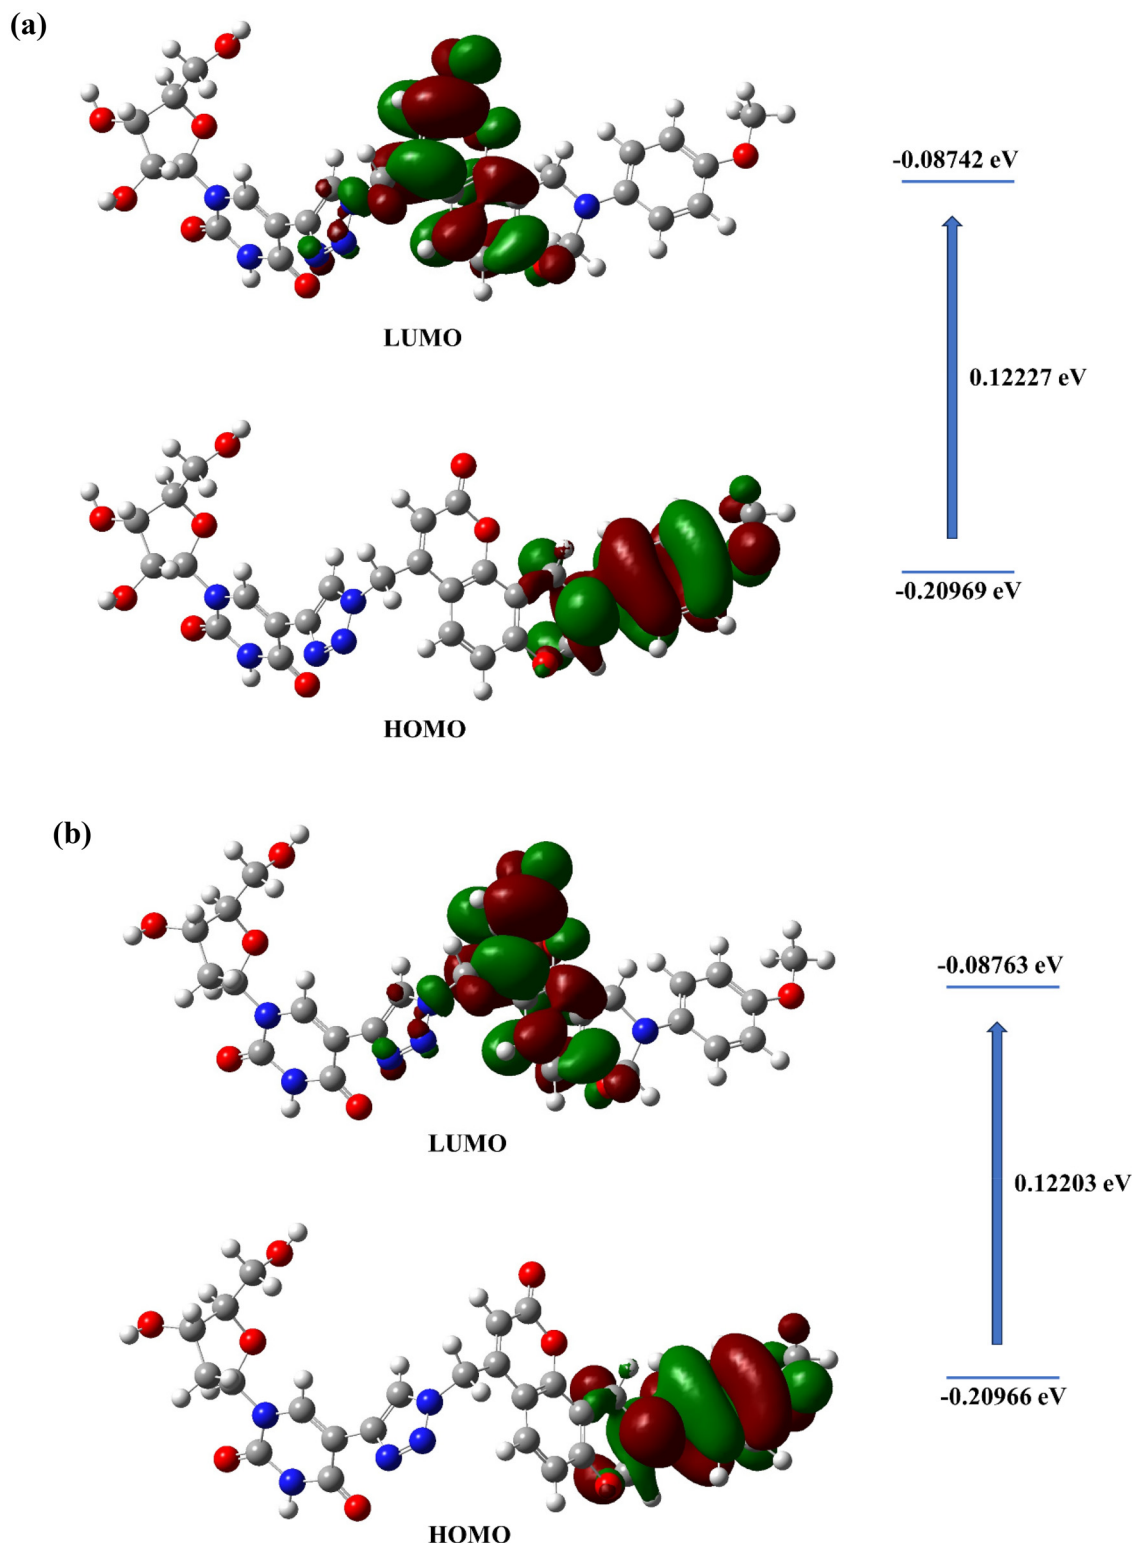 (a)
-0.08742 eV
LUMO
0.12227 eV
-0.20969 eV
HOMO
(b)
-0.08763 eV
LUMO
0.12203 eV
-0.20966 eV
HOMO